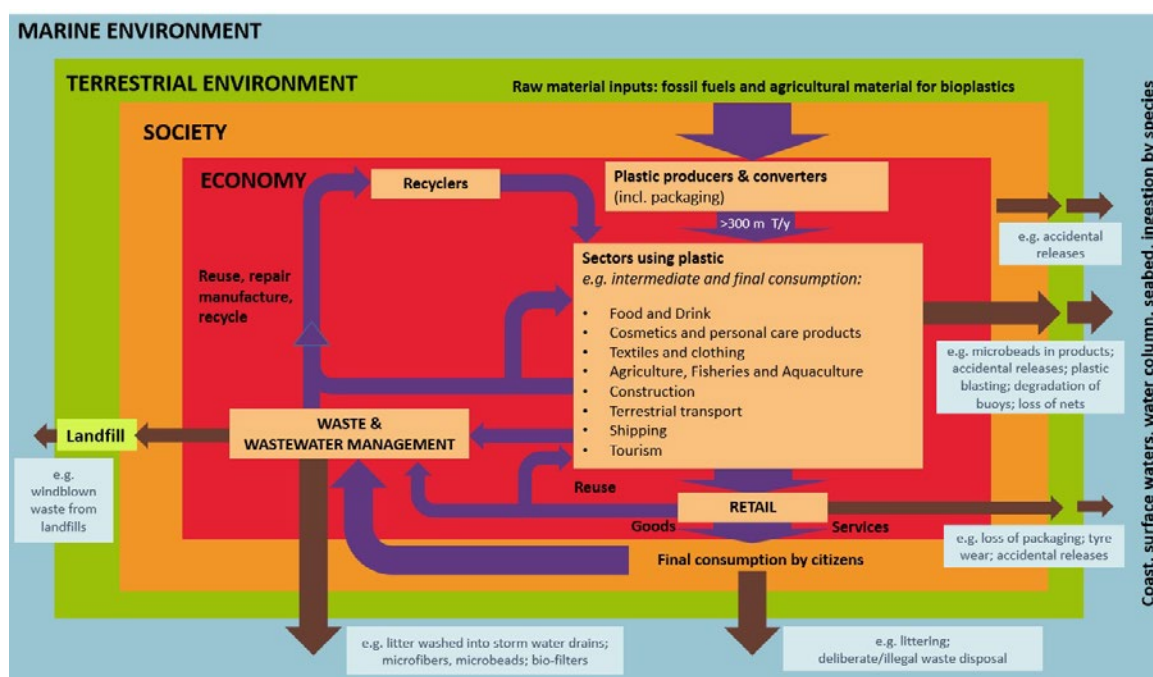 MARINE ENVIRONMENT
TERRESTRIAL ENVIRONMENT
Raw material inputs: fossil fuels and agricultural material for bioplastics
SOCIETY
ECONOMY
Recyclers
Plastic producers & converters
(incl. packaging)
>300 m T/y
e.g. accidental
releases
Sectors using plastic
e.g. intermediate and final consumption:
• Food and Drink
• Cosmetics and personal care products
• Textiles and clothing
• Agriculture, Fisheries and Aquaculture
• Construction
• Terrestrial transport
• Shipping
• Tourism
Reuse, repair
manufacture,
recycle
e.g. microbeads in products;
accidental releases; plastic
blasting; degradation of
buoys; loss of nets
WASTE &
WASTEWATER MANAGEMENT
Landfill
e.g.
windblown
waste from
landfills
Reuse
RETAIL
Goods
Services
e.g. loss of packaging; tyre
wear; accidental releases
Final consumption by citizens
e.g. litter washed into storm water drains;
microfibers, microbeads; bio-filters
e.g. littering;
deliberate/illegal waste disposal
Coast, surface waters, water column, seabed, ingestion by species